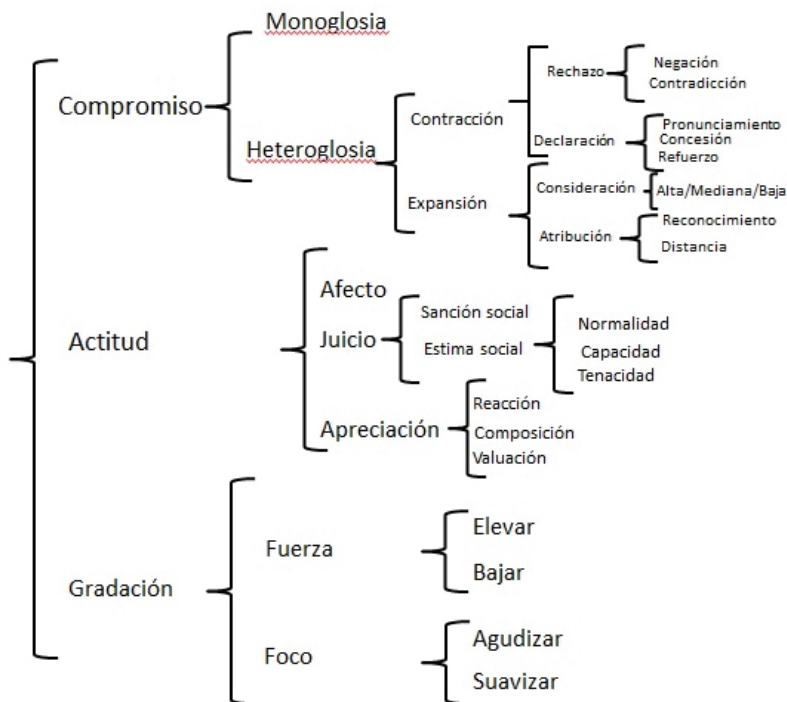 Compromiso
Monoglosia
Heteroglosia
Contracción
Rechazo
Negación
Contradicción
Declaración
Pronunciamiento
Concesión
Refuerzo
Expansión
Consideración
Alta/Mediana/Baja
Atribución
Reconocimiento
Distancia
Actitud
Afecto
Juicio
Sanción social
Estima social
Normalidad
Capacidad
Tenacidad
Apreciación
Reacción
Composición
Valuación
Gradación
Fuerza
Elevar
Bajar
Foco
Agudizar
Suavizar